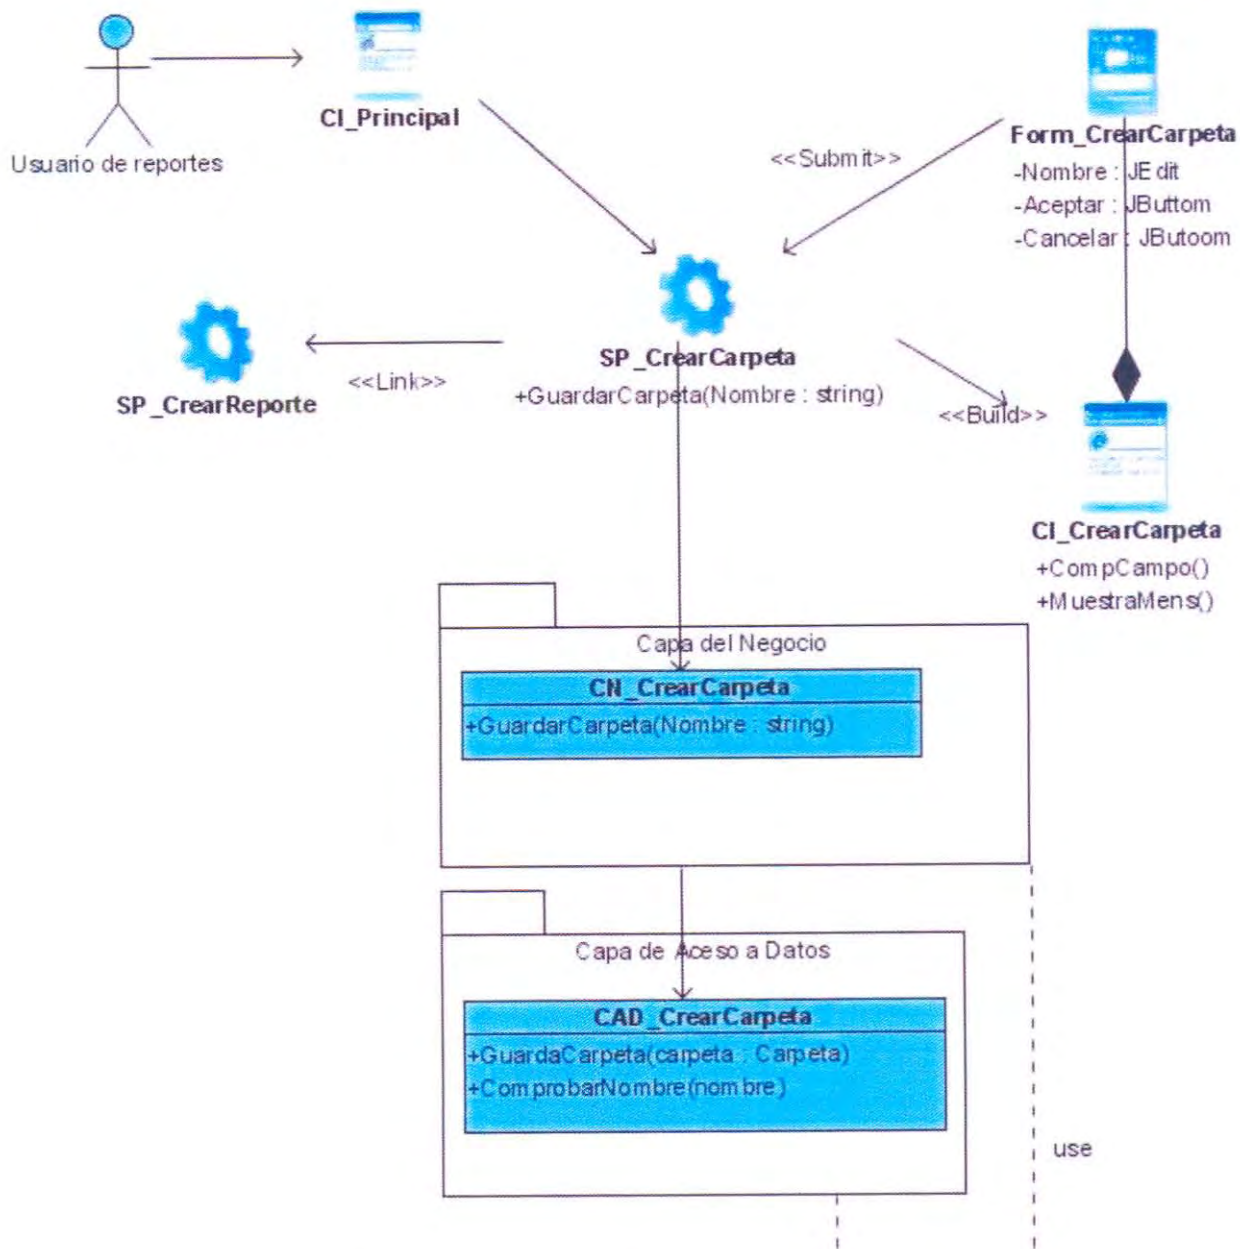 Usuario de reportes
CI_Principal
<<Submit>>
Form_CrearCarpeta
-Nombre : JEdit
-Aceptar : JButtom
-Cancelar : JButoom
SP_CrearReporte
<<Link>>
SP_CrearCarpeta
+GuardarCarpeta(Nombre : string)
<<Build>>
CI_CrearCarpeta
+CompCampo()
+MuestraMens()
Capa del Negocio
CN_CrearCarpeta
+GuardarCarpeta(Nombre : string)
Capa de Aceso a Datos
CAD_CrearCarpeta
+GuardaCarpeta(carpeta : Carpeta)
+ComprobarNombre(nombre)
use